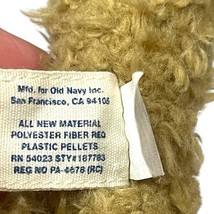 Mfg. for Old Navy Inc.
San Francisco, CA 94105
ALL NEW MATERIAL
POLYESTER FIBER REG
PLASTIC PELLETS
RN 54023 STY#187783
REG NO PA-4678 (RC)